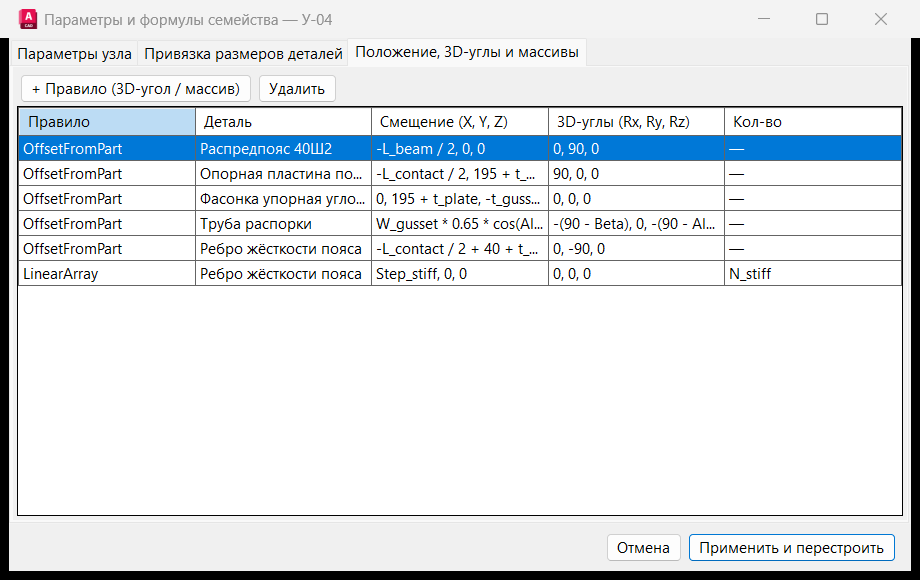 Параметры и формулы семейства — У-04
Параметры узла Привязка размеров деталей Положение, 3D-углы и массивы
+ Правило (3D-угол / массив) Удалить
Правило Деталь Смещение (X, Y, Z) 3D-углы (Rx, Ry, Rz) Кол-во
OffsetFromPart Распредпояс 40Ш2 -L_beam / 2, 0, 0 0, 90, 0 —
OffsetFromPart Опорная пластина по... -L_contact / 2, 195 + t_... 90, 0, 0 —
OffsetFromPart Фасонка упорная угло... 0, 195 + t_plate, -t_guss... 0, 0, 0 —
OffsetFromPart Труба распорки W_gusset * 0.65 * cos(Al... -(90 - Beta), 0, -(90 - Al... —
OffsetFromPart Ребро жёсткости пояса -L_contact / 2 + 40 + t_... 0, -90, 0 —
LinearArray Ребро жёсткости пояса Step_stiff, 0, 0 0, 0, 0 N_stiff
Отмена Применить и перестроить